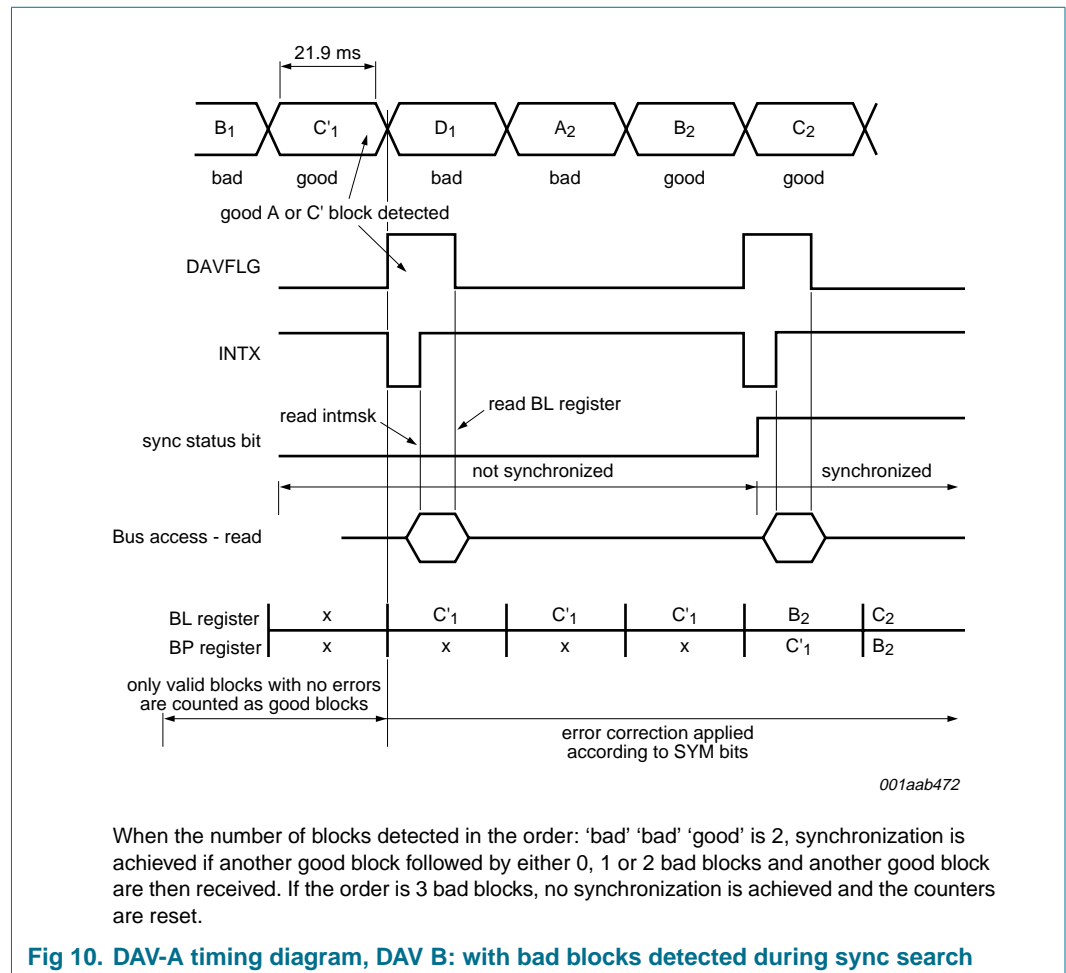 21.9 ms
B1 C'1 D1 A2 B2 C2
bad good bad bad good good
good A or C' block detected
DAVFLG
INTX
read intmsk
read BL register
sync status bit
not synchronized
synchronized
Bus access - read
BL register x C'1 C'1 C'1 B2 C2
BP register x x x x C'1 B2
only valid blocks with no errors
are counted as good blocks
error correction applied
according to SYM bits
001aab472
When the number of blocks detected in the order: ‘bad’ ‘bad’ ‘good’ is 2, synchronization is
achieved if another good block followed by either 0, 1 or 2 bad blocks and another good block
are then received. If the order is 3 bad blocks, no synchronization is achieved and the counters
are reset.
Fig 10. DAV-A timing diagram, DAV B: with bad blocks detected during sync search